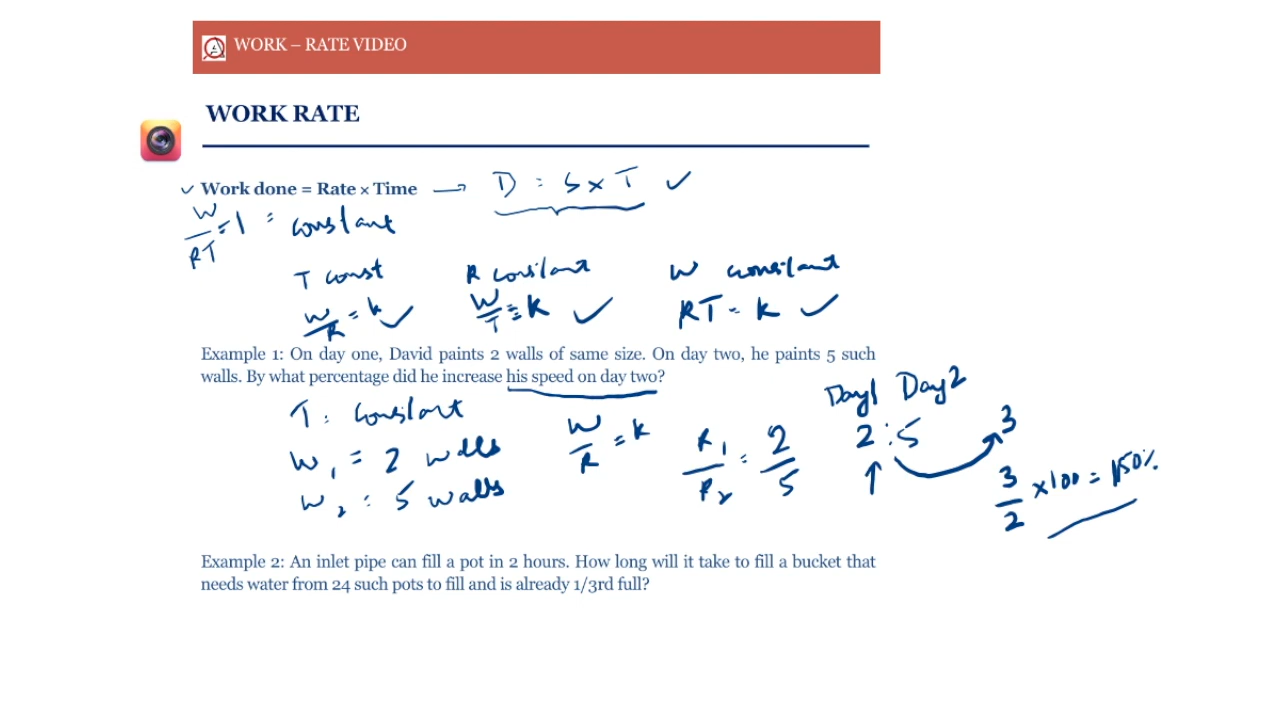 WORK – RATE VIDEO
WORK RATE
✓ Work done = Rate × Time → D = S × T ✓
W/RT = 1 = constant
T const R constant W constant
W/R = k ✓ W/T = k ✓ RT = k ✓
Example 1: On day one, David paints 2 walls of same size. On day two, he paints 5 such
walls. By what percentage did he increase his speed on day two?
Day1 Day2
T = constant
W/R = k R₁/R₂ = 2/5 2 : 5 3
W₁ = 2 walls
W₂ = 5 walls
3/2 × 100 = 150%
Example 2: An inlet pipe can fill a pot in 2 hours. How long will it take to fill a bucket that
needs water from 24 such pots to fill and is already 1/3rd full?